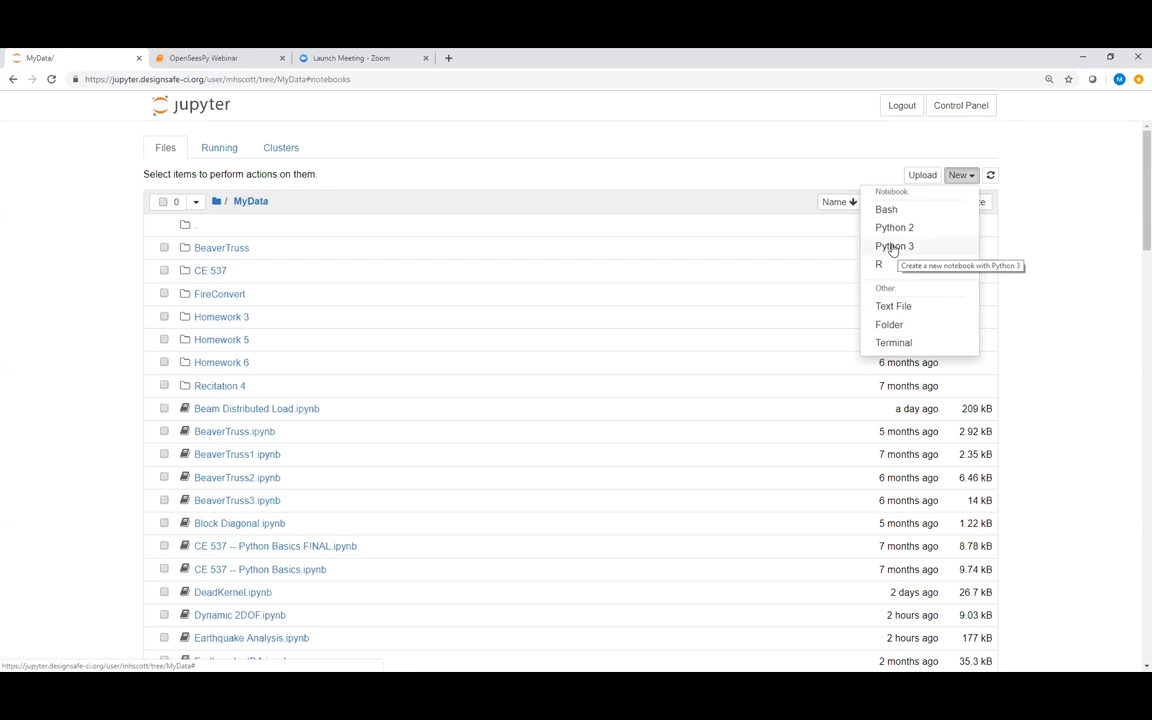 MyData/
OpenSeesPy Webinar
Launch Meeting - Zoom
https://jupyter.designsafe-ci.org/user/mhscott/tree/MyData#notebooks
M
jupyter
Logout
Control Panel
Files
Running
Clusters
Select items to perform actions on them.
Upload
New
0
/ MyData
Name
Notebook:
Bash
Python 2
Python 3
R
Create a new notebook with Python 3
Other:
Text File
Folder
Terminal
..
BeaverTruss
CE 537
FireConvert
Homework 3
Homework 5
Homework 6 6 months ago
Recitation 4 7 months ago
Beam Distributed Load.ipynb a day ago 209 kB
BeaverTruss.ipynb 5 months ago 2.92 kB
BeaverTruss1.ipynb 7 months ago 2.35 kB
BeaverTruss2.ipynb 6 months ago 6.46 kB
BeaverTruss3.ipynb 6 months ago 14 kB
Block Diagonal.ipynb 5 months ago 1.22 kB
CE 537 -- Python Basics FINAL.ipynb 7 months ago 8.78 kB
CE 537 -- Python Basics.ipynb 7 months ago 9.74 kB
DeadKernel.ipynb 2 days ago 26.7 kB
Dynamic 2DOF.ipynb 2 hours ago 9.03 kB
Earthquake Analysis.ipynb 2 hours ago 177 kB
2 months ago 35.3 kB
https://jupyter.designsafe-ci.org/user/mhscott/tree/MyData#